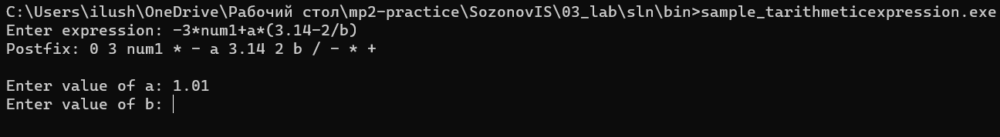 C:\Users\ilush\OneDrive\Рабочий стол\mp2-practice\SozonovIS\03_lab\sln\bin>sample_tarithmeticexpression.exe
Enter expression: -3*num1+a*(3.14-2/b)
Postfix: 0 3 num1 * - a 3.14 2 b / - * +
Enter value of a: 1.01
Enter value of b: